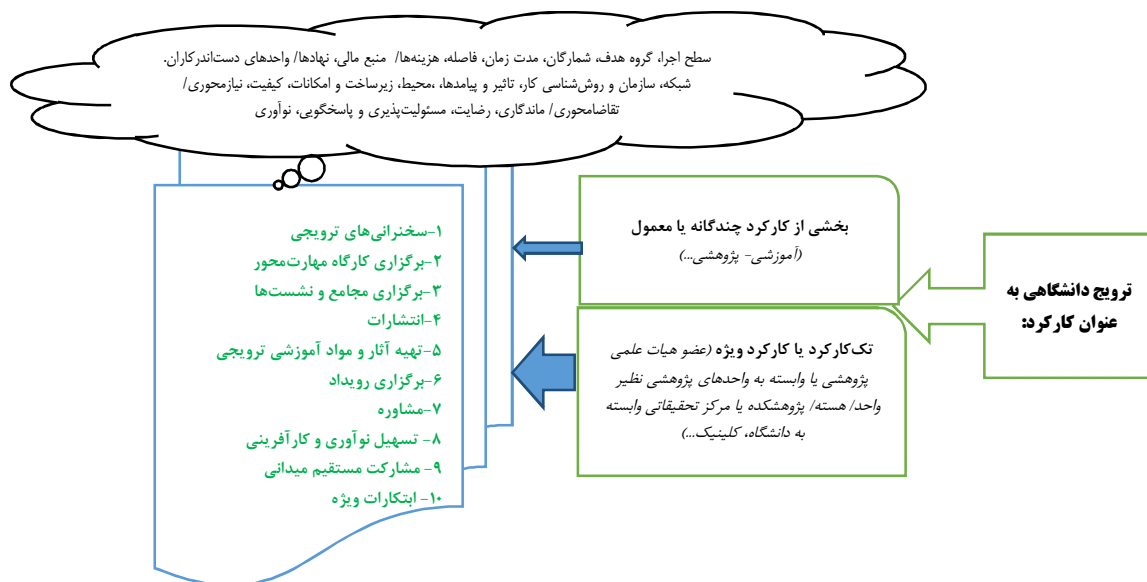 سطح اجرا، گروه هدف، شمارگان، مدت زمان، فاصله، هزینه‌ها/ منبع مالی، نهادها/ واحدهای دست‌اندرکاران.
شبکه، سازمان و روش‌شناسی کار، تاثیر و پیامدها، ،محیط، زیرساخت و امکانات، کیفیت، نیازمحوری/
تقاضامحوری/ ماندگاری، رضایت، مسئولیت‌پذیری و پاسخگویی، نوآوری
ترویج دانشگاهی به
عنوان کارکرد:
بخشی از کارکرد چندگانه یا معمول
(آموزشی- پژوهشی...)
تک‌کارکرد یا کارکرد ویژه (عضو هیات علمی
پژوهشی یا وابسته به واحدهای پژوهشی نظیر
واحد/ هسته/ پژوهشکده یا مرکز تحقیقاتی وابسته
به دانشگاه، کلینیک...)
۱-سخنرانی‌های ترویجی
۲-برگزاری کارگاه مهارت‌محور
۳-برگزاری مجامع و نشست‌ها
۴-انتشارات
۵-تهیه آثار و مواد آموزشی ترویجی
۶-برگزاری رویداد
۷-مشاوره
۸- تسهیل نوآوری و کارآفرینی
۹- مشارکت مستقیم میدانی
۱۰- ابتکارات ویژه